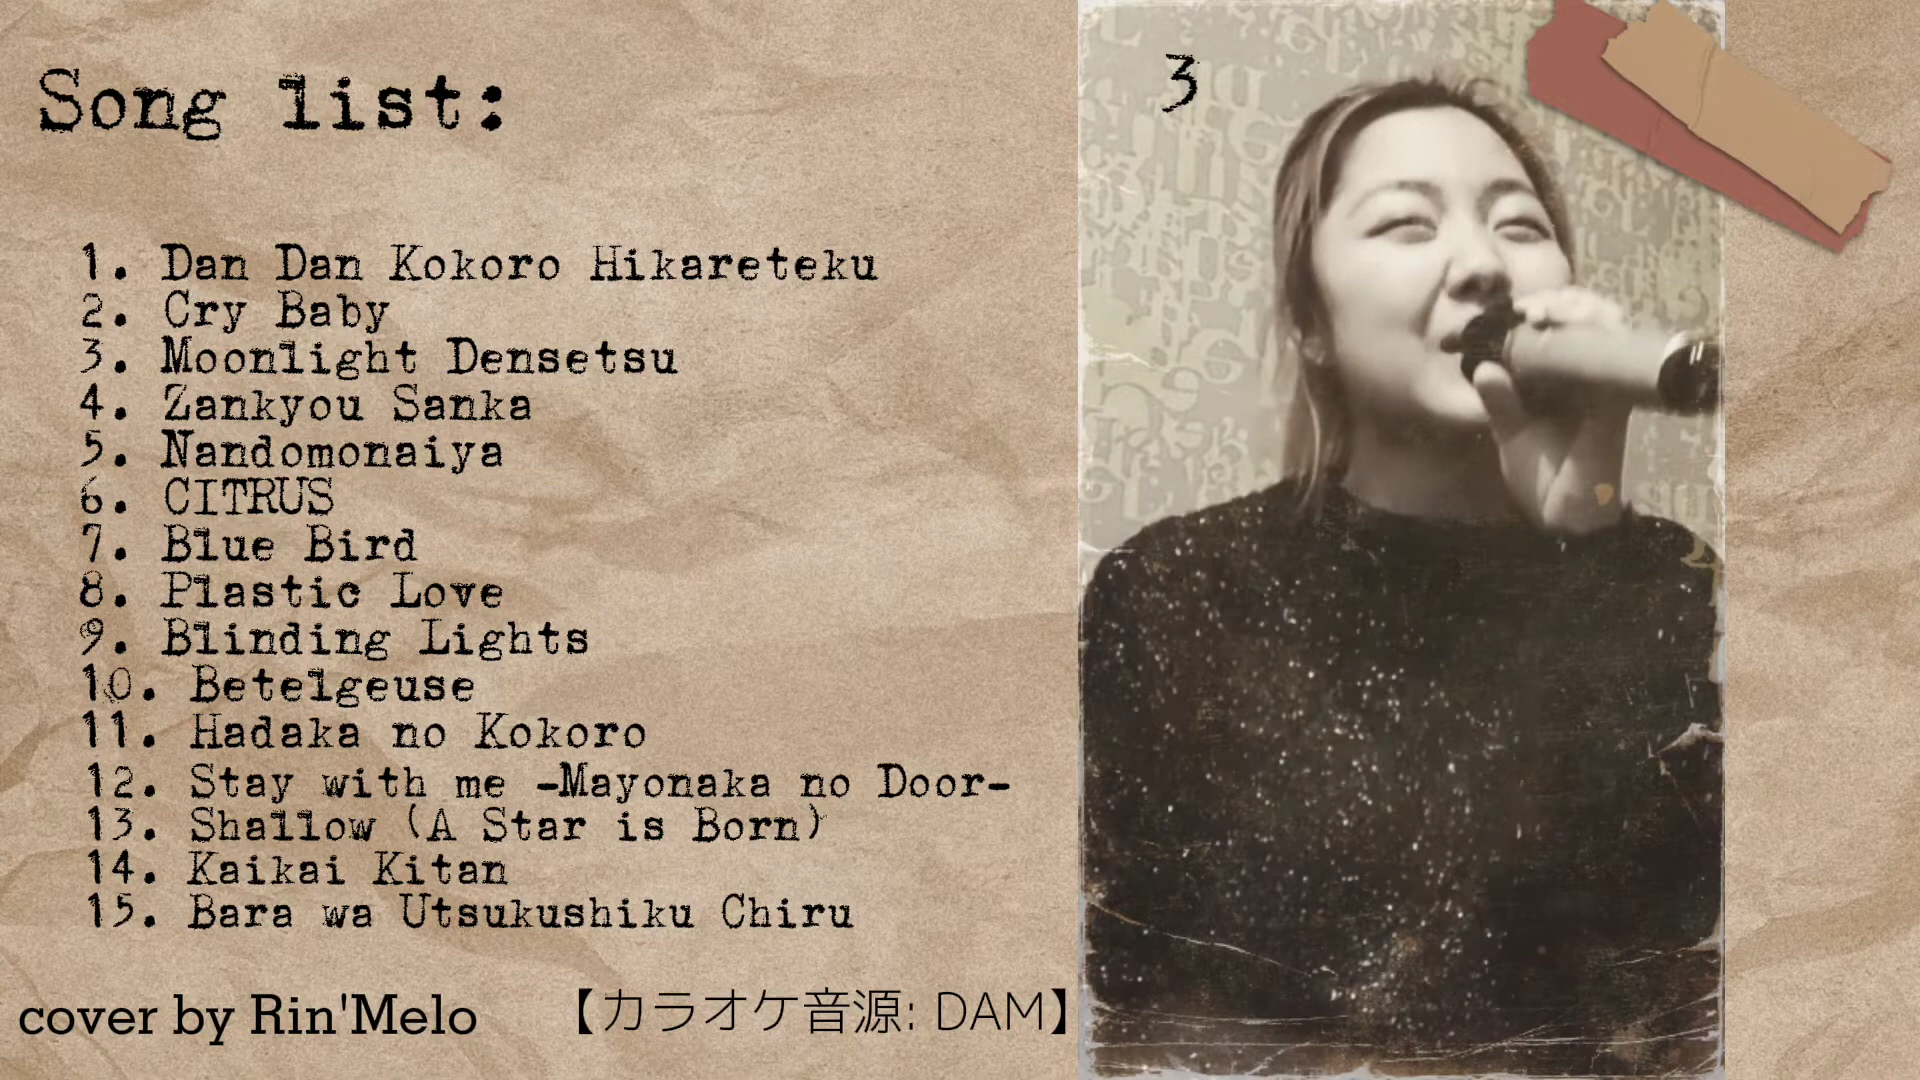 Song list:
1. Dan Dan Kokoro Hikareteku
2. Cry Baby
3. Moonlight Densetsu
4. Zankyou Sanka
5. Nandomonaiya
6. CITRUS
7. Blue Bird
8. Plastic Love
9. Blinding Lights
10. Betelgeuse
11. Hadaka no Kokoro
12. Stay with me -Mayonaka no Door-
13. Shallow (A Star is Born)
14. Kaikai Kitan
15. Bara wa Utsukushiku Chiru
cover by Rin'Melo
【カラオケ音源: DAM】
3